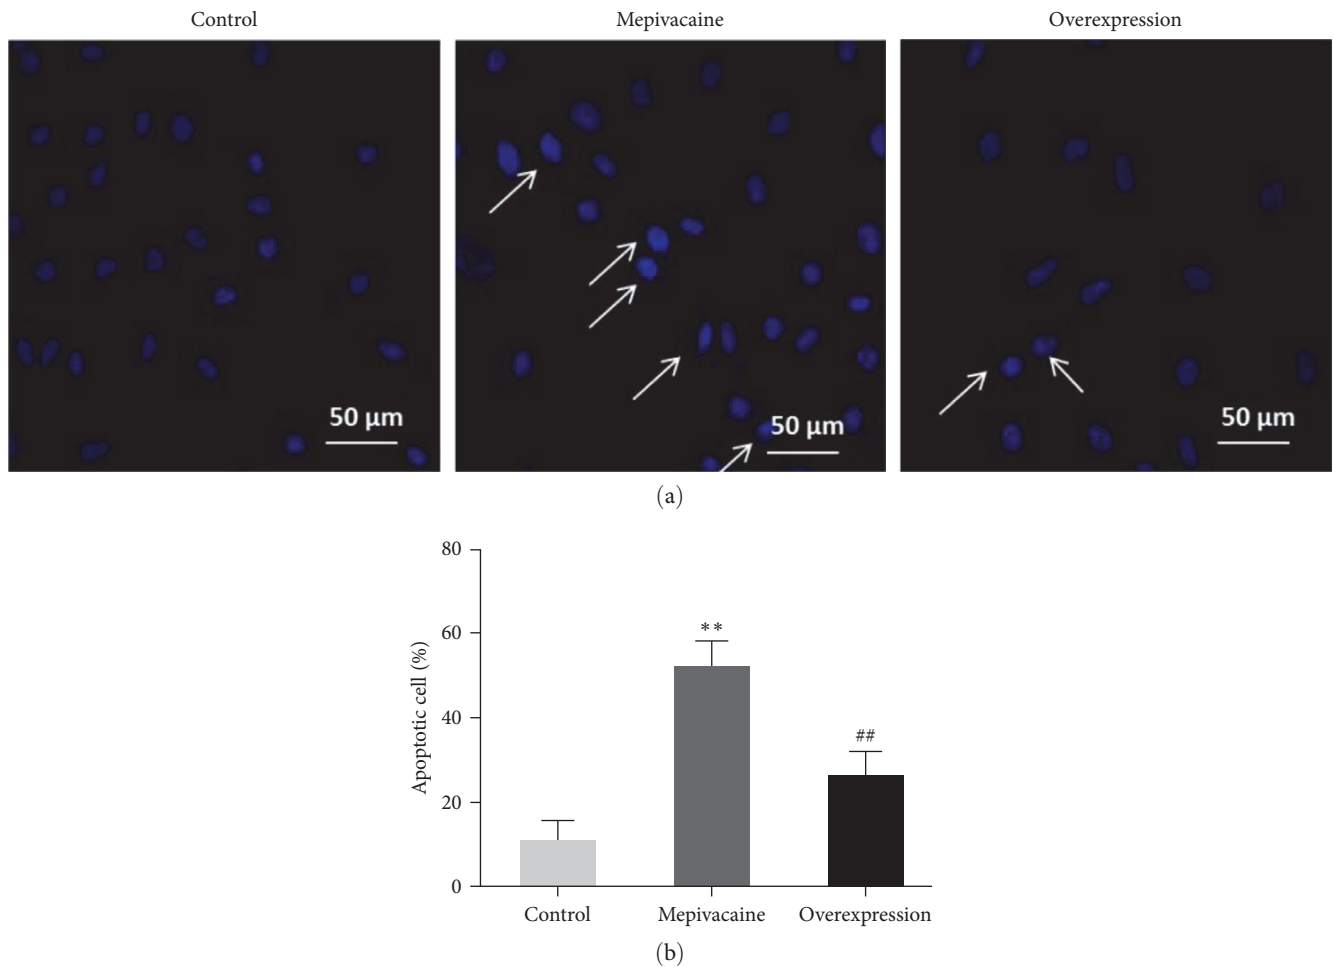 Control Mepivacaine Overexpression
50 µm 50 µm 50 µm
(a)
80
60
40
20
0
Apoptotic cell (%)
**
##
Control Mepivacaine Overexpression
(b)